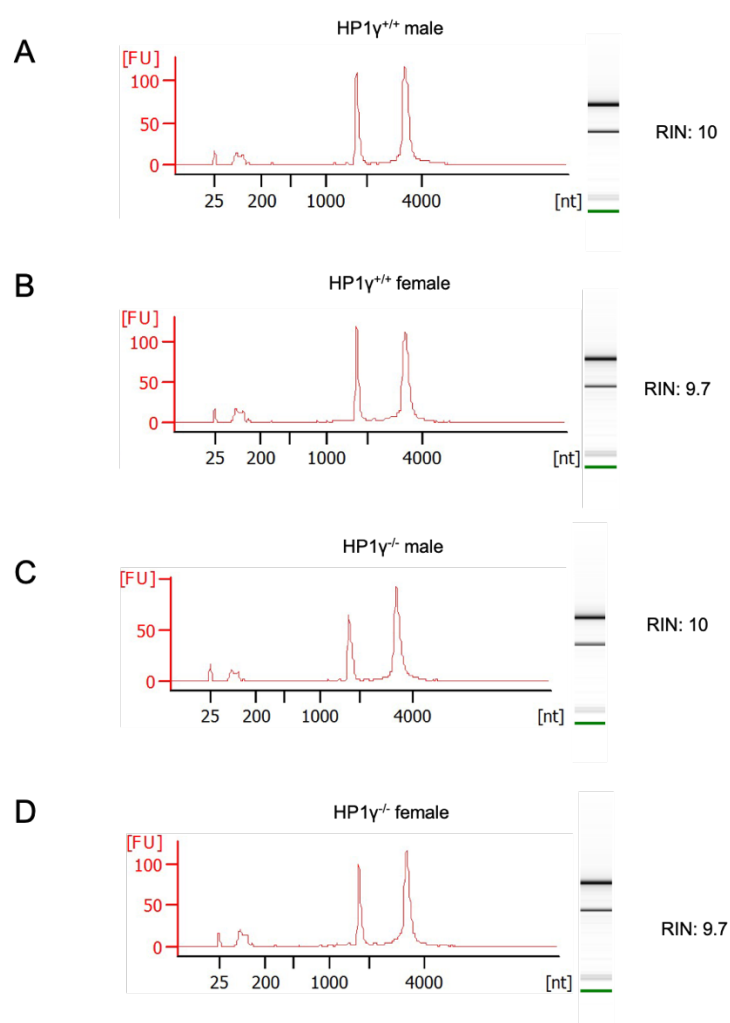 A
HP1γ+/+ male
[FU]
100
50
0
25 200 1000 4000 [nt]
RIN: 10
B
HP1γ+/+ female
[FU]
100
50
0
25 200 1000 4000 [nt]
RIN: 9.7
C
HP1γ-/- male
[FU]
50
0
25 200 1000 4000 [nt]
RIN: 10
D
HP1γ-/- female
[FU]
100
50
0
25 200 1000 4000 [nt]
RIN: 9.7